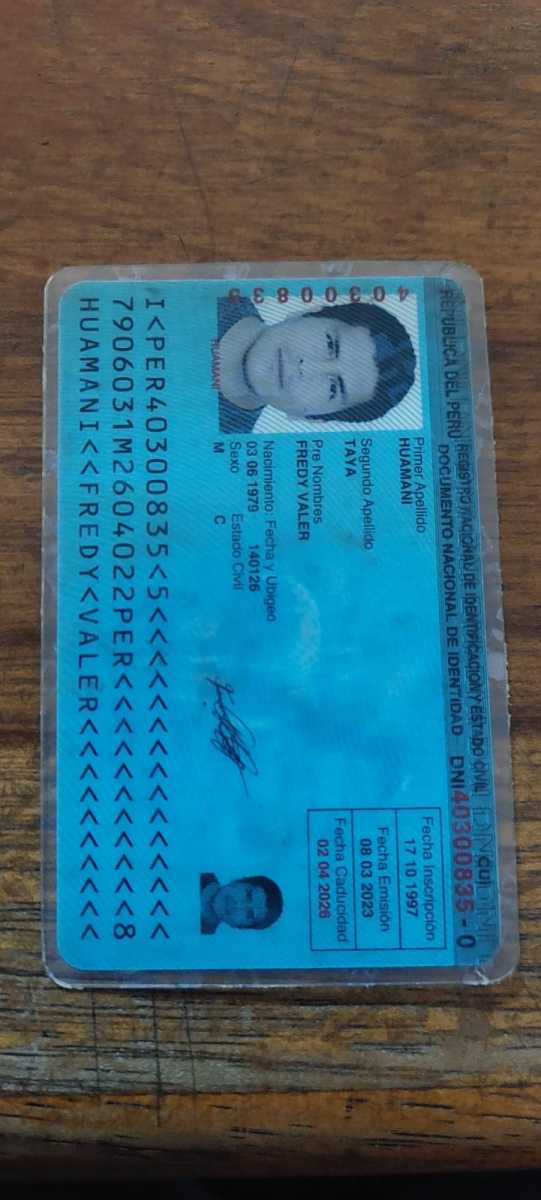 REPUBLICA DEL PERU REGISTRO NACIONAL DE IDENTIFICACION Y ESTADO CIVIL
DOCUMENTO NACIONAL DE IDENTIDAD DNI 40300835 - 0
CUI
Primer Apellido
HUAMANI
Segundo Apellido
TAYA
Pre Nombres
FREDY VALER
Nacimiento: Fecha y Ubigeo
03 06 1979 140126
Sexo Estado Civil
M C
Fecha Inscripción
17 10 1997
Fecha Emisión
08 03 2023
Fecha Caducidad
02 04 2026
40300835
HUAMANI
I<PER40300835<5<<<<<<<<<<<<<<<
7906031M2604022PER<<<<<<<<<<<8
HUAMANI<<FREDY<VALER<<<<<<<<<<